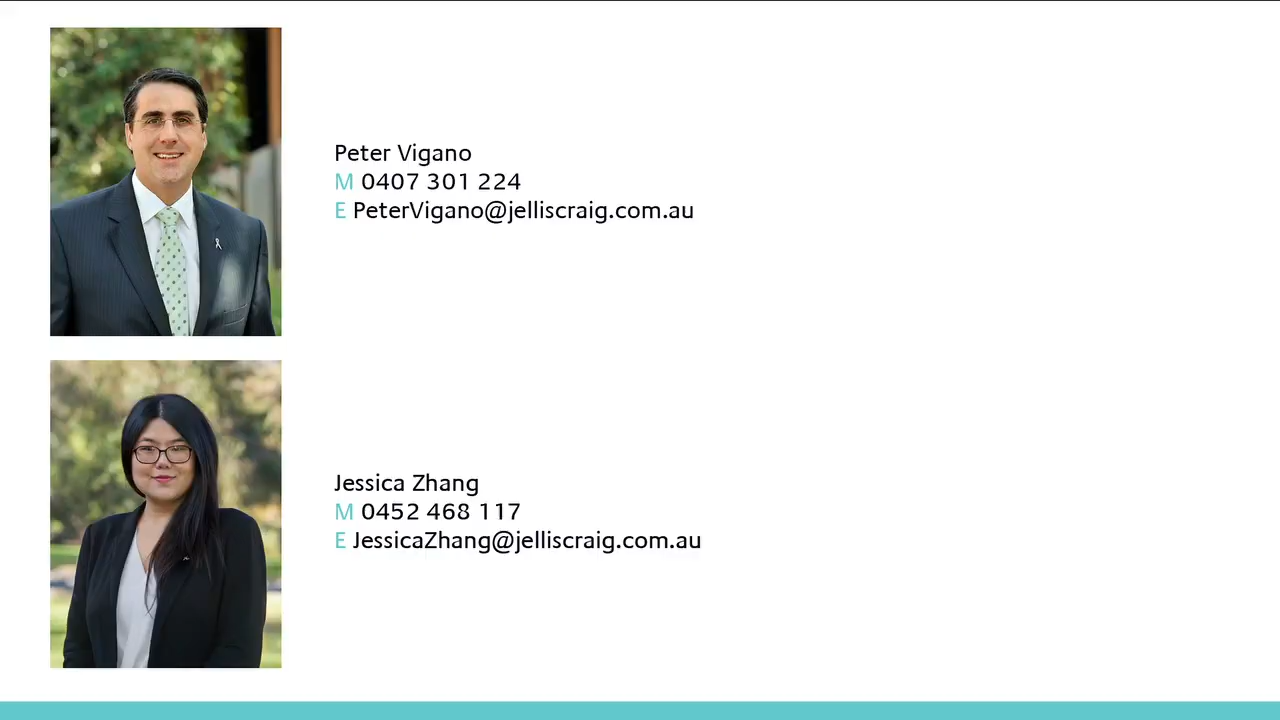 Peter Vigano
M 0407 301 224
E PeterVigano@jelliscraig.com.au
Jessica Zhang
M 0452 468 117
E JessicaZhang@jelliscraig.com.au